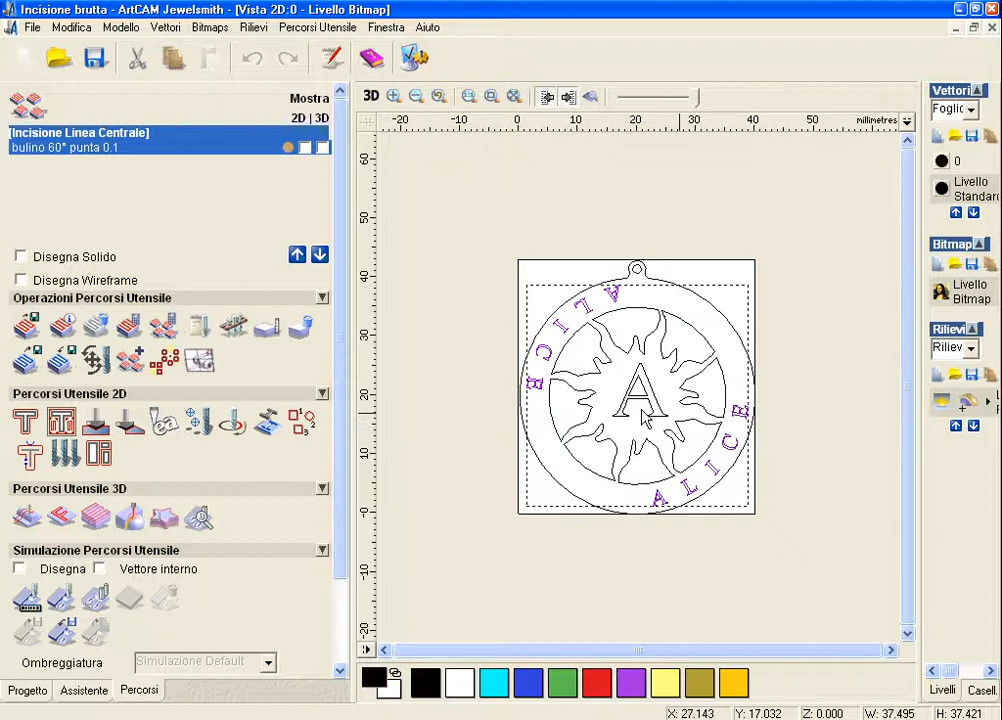 Incisione brutta - ArtCAM Jewelsmith - [Vista 2D:0 - Livello Bitmap]
File Modifica Modello Vettori Bitmaps Rilievi Percorsi Utensile Finestra Aiuto
Mostra
2D | 3D
[Incisione Linea Centrale]
bulino 60° punta 0.1
Disegna Solido
Disegna Wireframe
Operazioni Percorsi Utensile
Percorsi Utensile 2D
Percorsi Utensile 3D
Simulazione Percorsi Utensile
Disegna Vettore interno
Ombreggiatura Simulazione Default
Progetto Assistente Percorsi
3D
-20 -10 0 10 20 30 40 50 millimetres
60
50
40
30
20
10
-0
-10
-20
ALICE
A
ALICE
Vettori
Foglic
0
Livello
Standard
Bitmap
Livello
Bitmap
Rilievi
Riliev
Livelli Casell.
X: 27.143 Y: 17.032 Z: 0.000 W: 37.495 H: 37.421